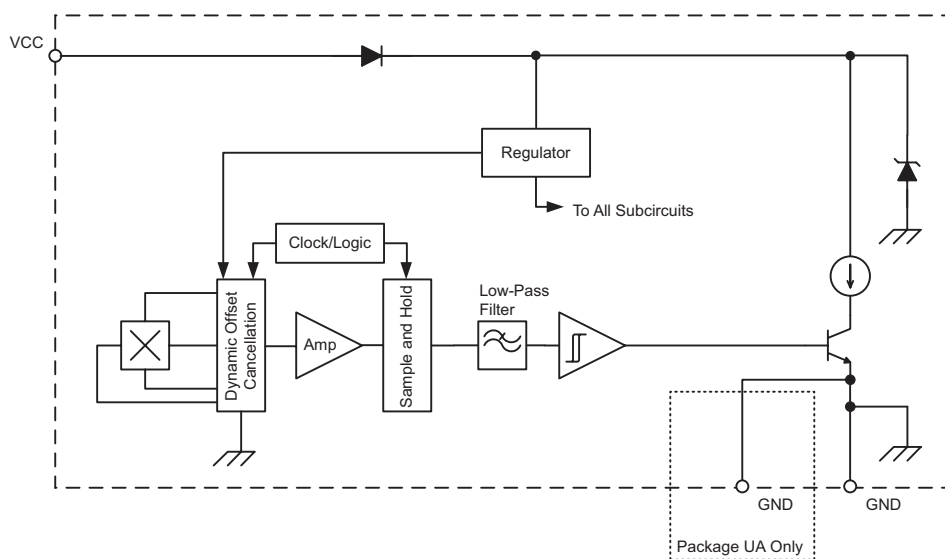 VCC
Regulator
To All Subcircuits
Clock/Logic
Dynamic Offset
Cancellation
Amp
Sample and Hold
Low-Pass
Filter
GND
GND
Package UA Only